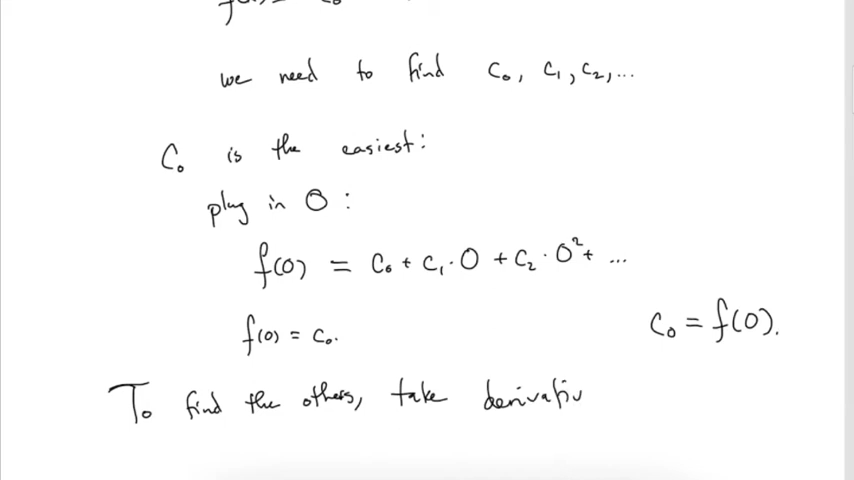 we need to find c₀, c₁, c₂, ...
C₀ is the easiest:
plug in 0:
f(0) = c₀ + c₁·0 + c₂·0² + ...
f(0) = c₀. c₀ = f(0).
To find the others, take derivativ